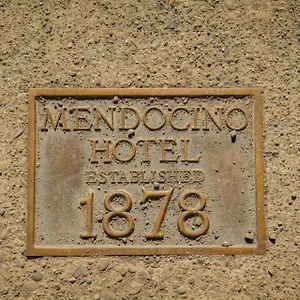 MENDOCINO
HOTEL
ESTABLISHED
1878